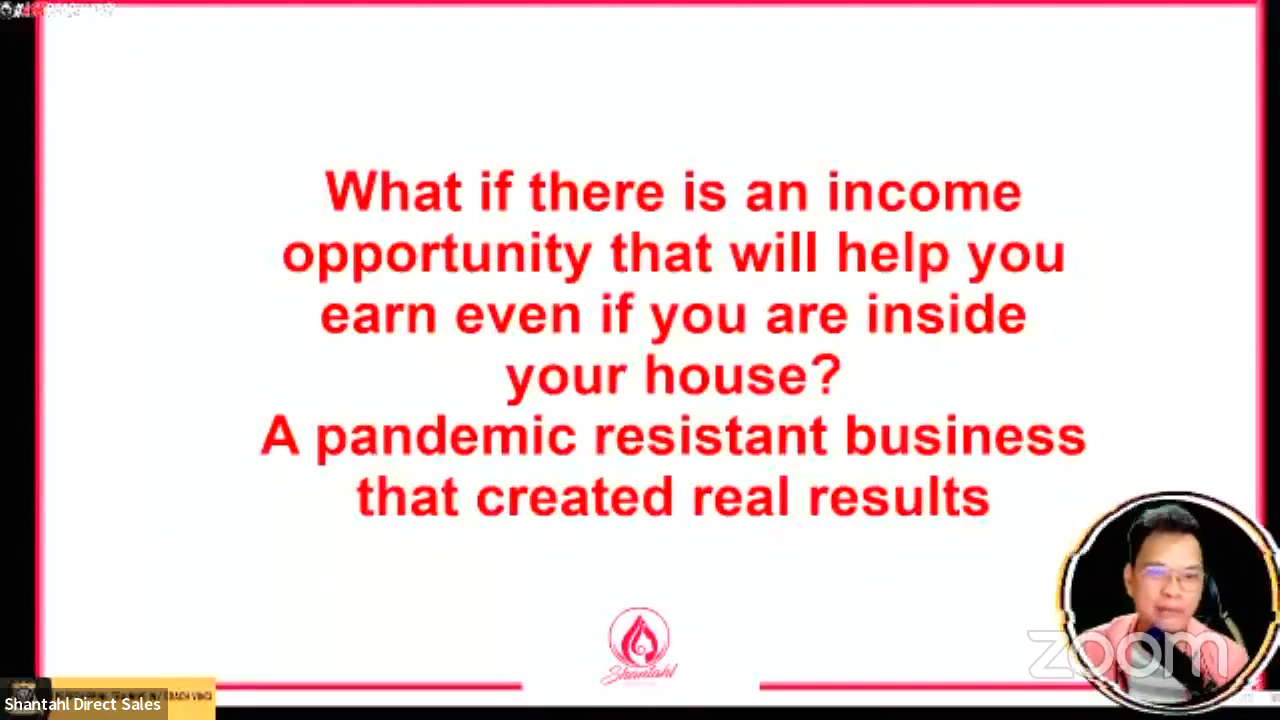 What if there is an income
opportunity that will help you
earn even if you are inside
your house?
A pandemic resistant business
that created real results
Shantahl
zoom
Shantahl Direct Sales